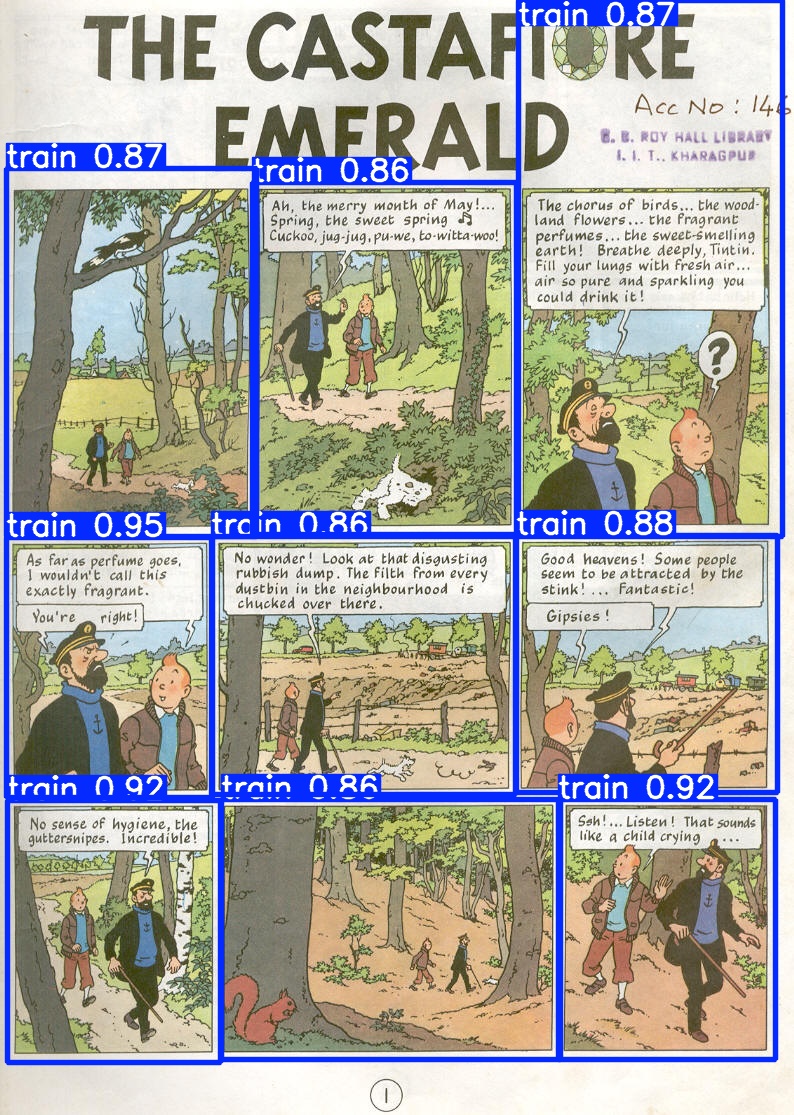 train 0.87
THE CASTAFIORE
Acc No : 146
EMERALD
B. B. ROY HALL LIBRARY
I. I. T., KHARAGPUR
train 0.87
train 0.86
Ah, the merry month of May!...
Spring, the sweet spring
Cuckoo, jug-jug, pu-we, to-witta-woo!
The chorus of birds... the wood-
land flowers... the fragrant
perfumes... the sweet-smelling
earth! Breathe deeply, Tintin.
Fill your lungs with fresh air...
air so pure and sparkling you
could drink it!
?
train 0.95
train 0.86
train 0.88
As far as perfume goes,
I wouldn't call this
exactly fragrant.
You're right!
No wonder! Look at that disgusting
rubbish dump. The filth from every
dustbin in the neighbourhood is
chucked over there.
Good heavens! Some people
seem to be attracted by the
stink! ... Fantastic!
Gipsies!
train 0.92
train 0.86
train 0.92
No sense of hygiene, the
guttersnipes. Incredible!
Ssh!... Listen! That sounds
like a child crying ...
1